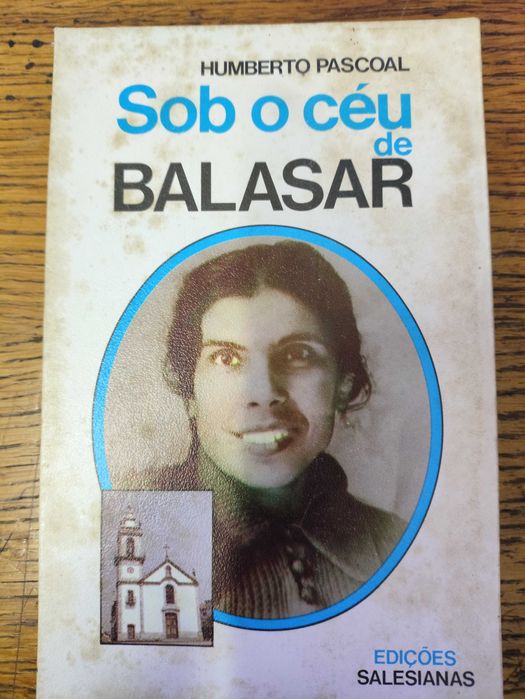 HUMBERTO PASCOAL
Sob o céu
de
BALASAR
EDIÇÕES
SALESIANAS